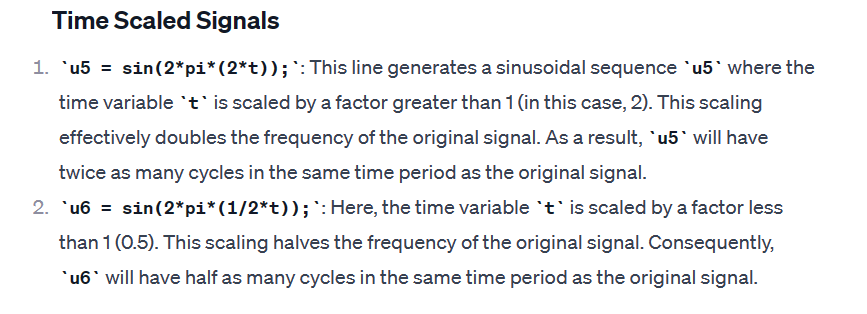 Time Scaled Signals
1. `u5 = sin(2*pi*(2*t));`: This line generates a sinusoidal sequence `u5` where the
time variable `t` is scaled by a factor greater than 1 (in this case, 2). This scaling
effectively doubles the frequency of the original signal. As a result, `u5` will have
twice as many cycles in the same time period as the original signal.
2. `u6 = sin(2*pi*(1/2*t));`: Here, the time variable `t` is scaled by a factor less
than 1 (0.5). This scaling halves the frequency of the original signal. Consequently,
`u6` will have half as many cycles in the same time period as the original signal.